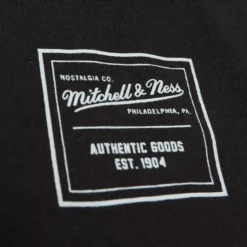 NOSTALGIA CO.
Mitchell & Ness
PHILADELPHIA, PA.
AUTHENTIC GOODS
EST. 1904